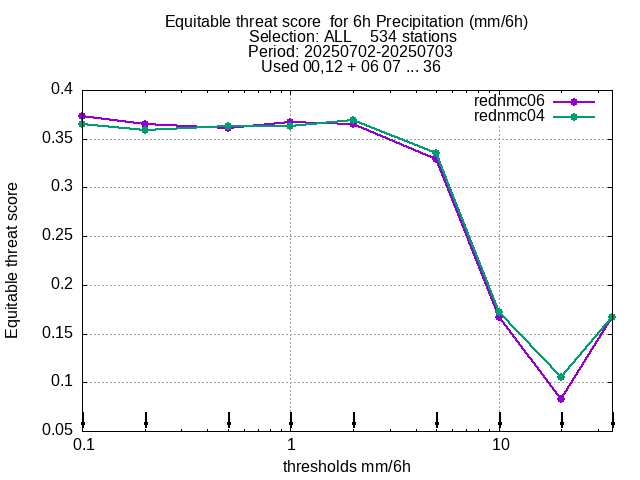 Equitable threat score  for 6h Precipitation (mm/6h)
Selection: ALL    534 stations
Period: 20250702-20250703
Used 00,12 + 06 07 ... 36
rednmc06
rednmc04
0.4
0.35
0.3
0.25
0.2
0.15
0.1
0.05
Equitable threat score
0.1 1 10
thresholds mm/6h